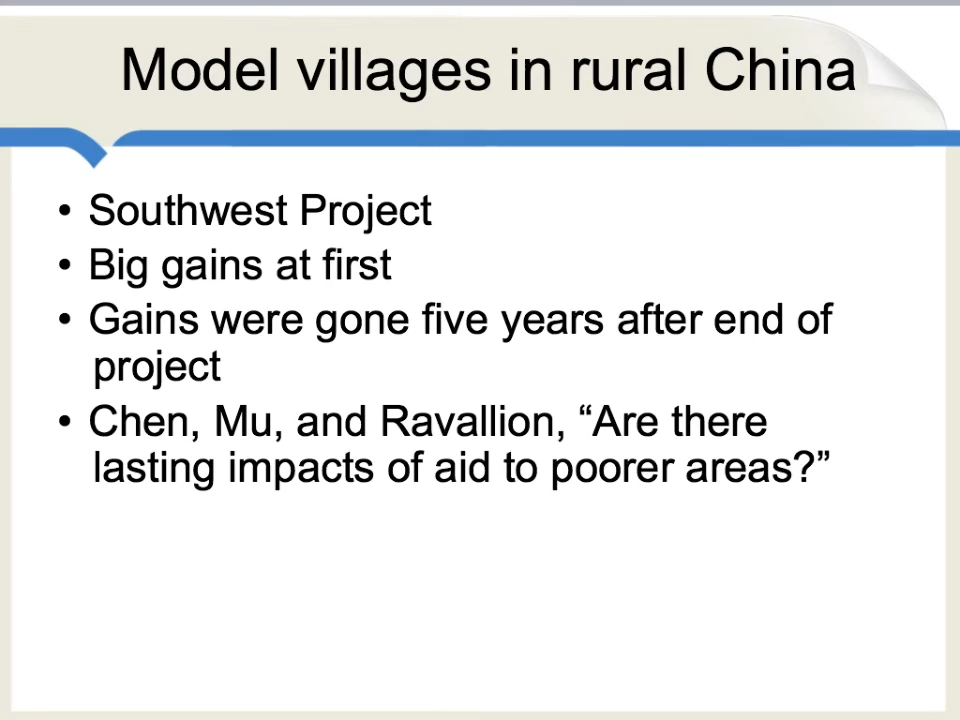 Model villages in rural China
• Southwest Project
• Big gains at first
• Gains were gone five years after end of
project
• Chen, Mu, and Ravallion, “Are there
lasting impacts of aid to poorer areas?”